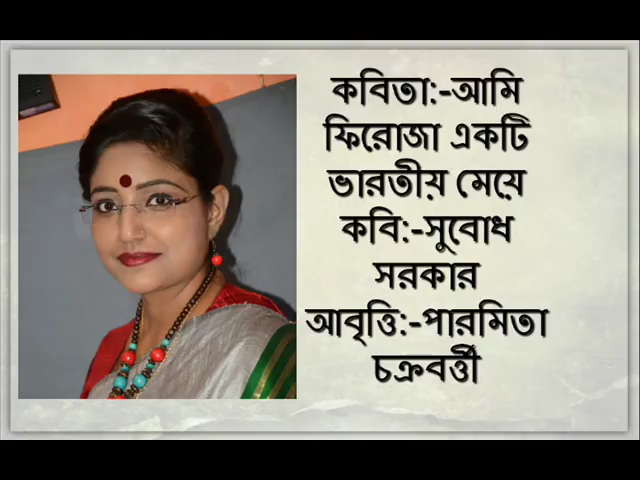 কবিতা:-আমি
ফিরোজা একটি
ভারতীয় মেয়ে
কবি:-সুবোধ
সরকার
আবৃত্তি:-পারমিতা
চক্রবর্ত্তী